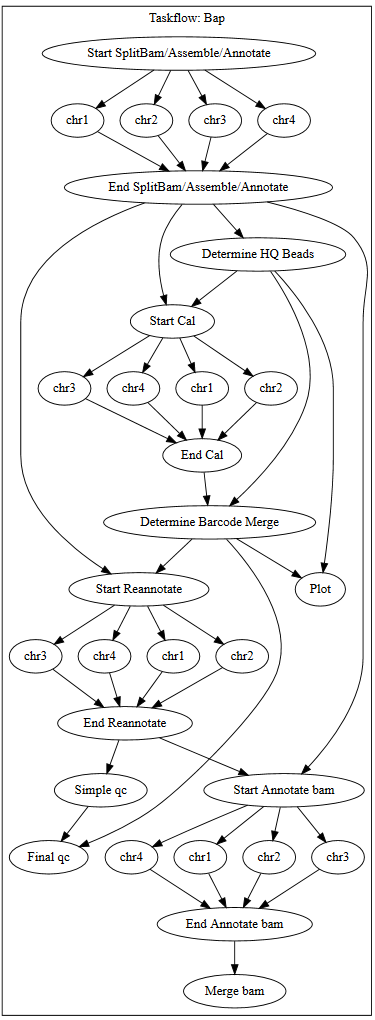 Taskflow: Bap
Start SplitBam/Assemble/Annotate
chr1 chr2 chr3 chr4
End SplitBam/Assemble/Annotate
Determine HQ Beads
Start Cal
chr3 chr4 chr1 chr2
End Cal
Determine Barcode Merge
Start Reannotate
Plot
chr3 chr4 chr1 chr2
End Reannotate
Simple qc
Start Annotate bam
Final qc
chr4 chr1 chr2 chr3
End Annotate bam
Merge bam